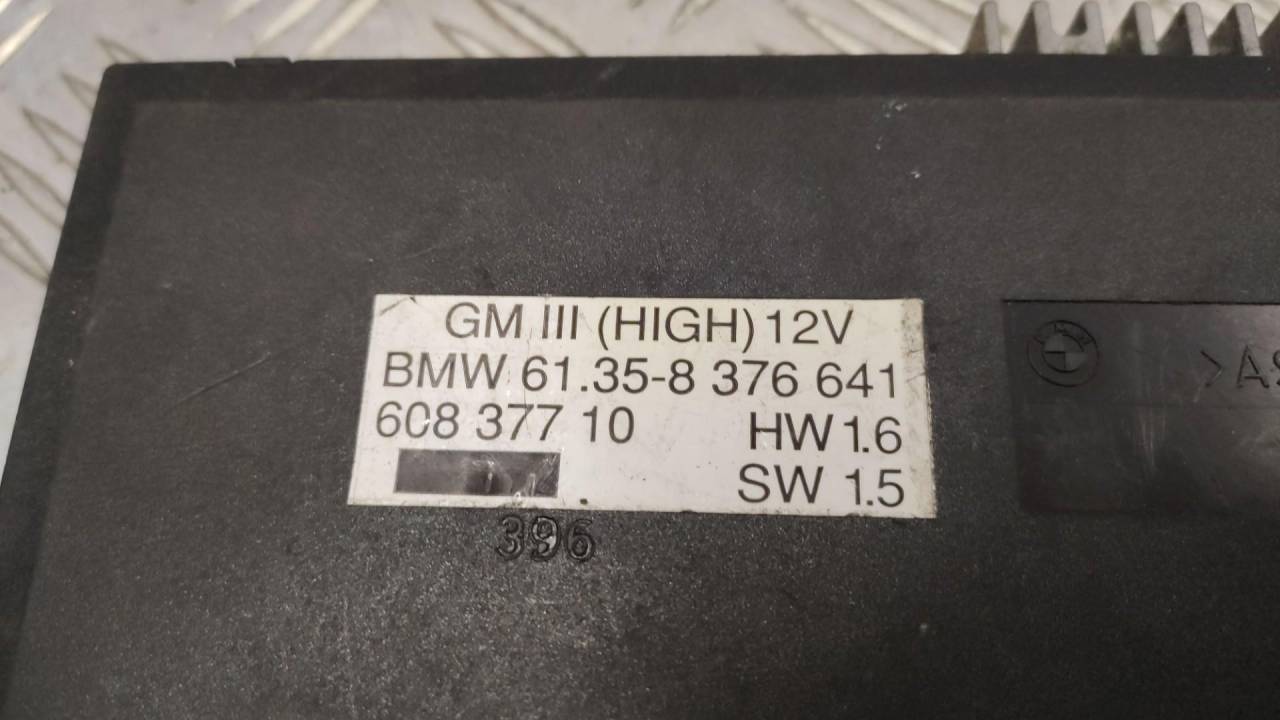 GM III (HIGH) 12V
BMW 61.35-8 376 641
608 377 10 HW 1.6
SW 1.5
396
>AS